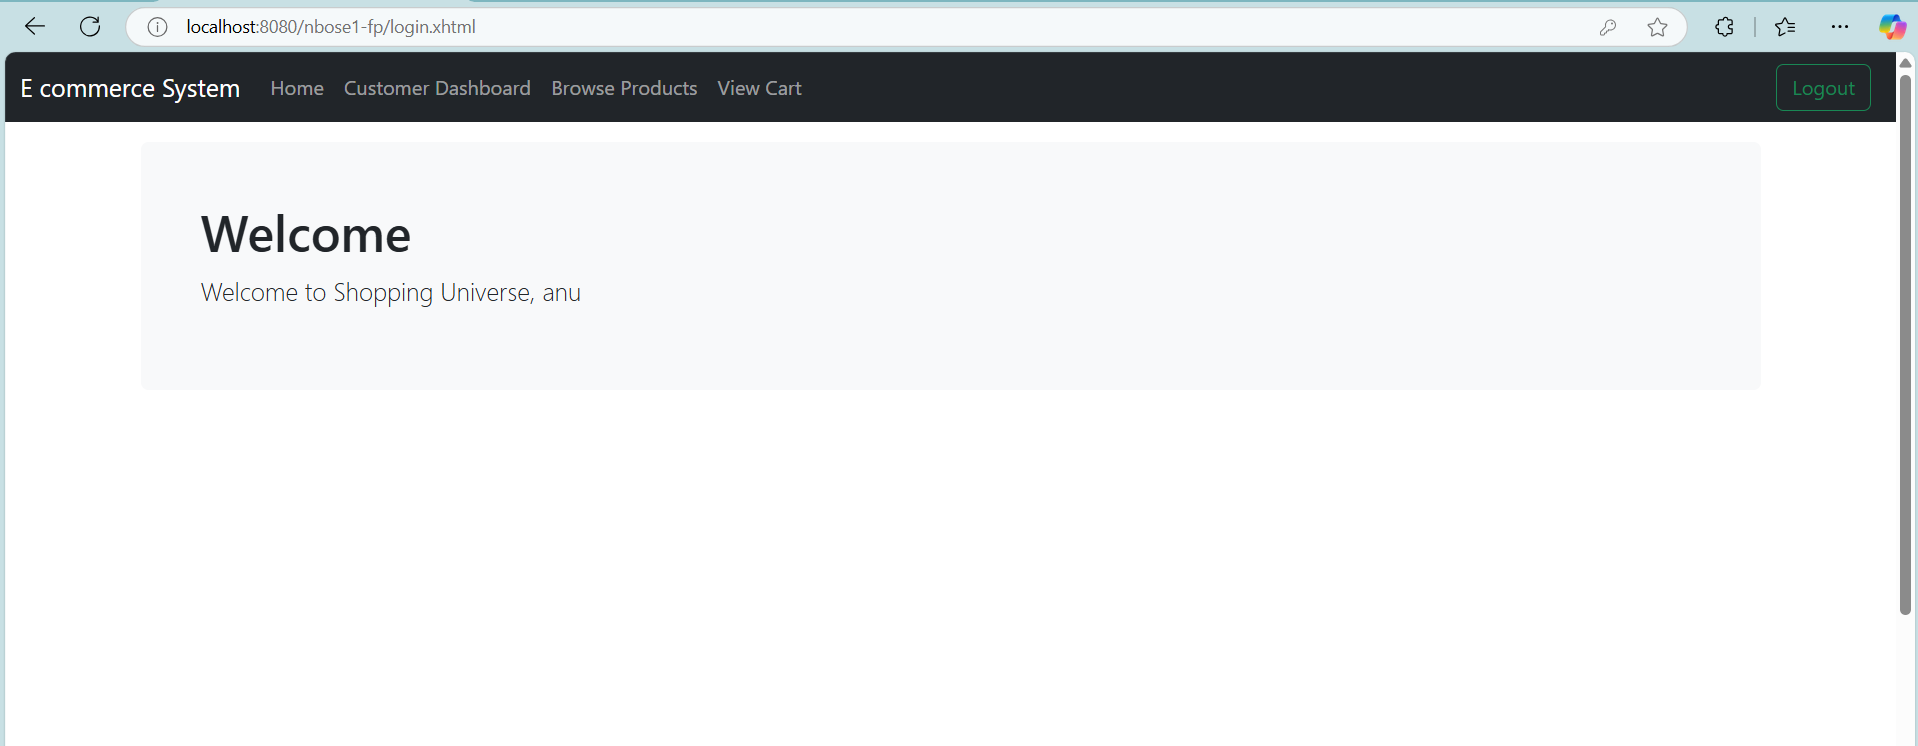 localhost:8080/nbose1-fp/login.xhtml
E commerce System Home Customer Dashboard Browse Products View Cart Logout
Welcome
Welcome to Shopping Universe, anu